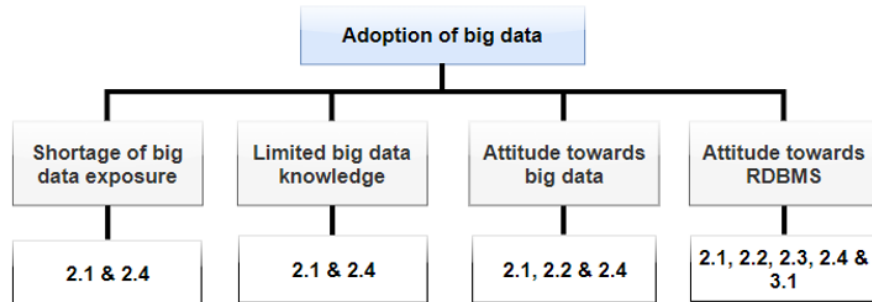 Adoption of big data
Shortage of big
data exposure
Limited big data
knowledge
Attitude towards
big data
Attitude towards
RDBMS
2.1 & 2.4
2.1 & 2.4
2.1, 2.2 & 2.4
2.1, 2.2, 2.3, 2.4 &
3.1